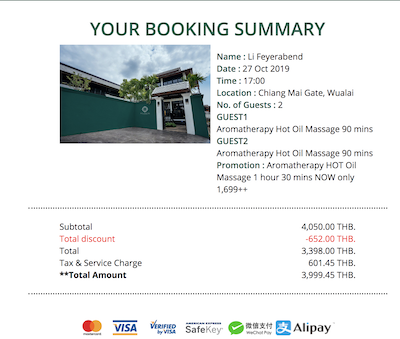 YOUR BOOKING SUMMARY
Name : Li Feyerabend
Date : 27 Oct 2019
Time : 17:00
Location : Chiang Mai Gate, Wualai
No. of Guests : 2
GUEST1
Aromatherapy Hot Oil Massage 90 mins
GUEST2
Aromatherapy Hot Oil Massage 90 mins
Promotion : Aromatherapy HOT Oil
Massage 1 hour 30 mins NOW only
1,699++
Subtotal 4,050.00 THB.
Total discount -652.00 THB.
Total 3,398.00 THB.
Tax & Service Charge 601.45 THB.
**Total Amount 3,999.45 THB.
mastercard VISA VERIFIED by VISA AMERICAN EXPRESS SafeKey 微信支付 WeChat Pay 支 Alipay